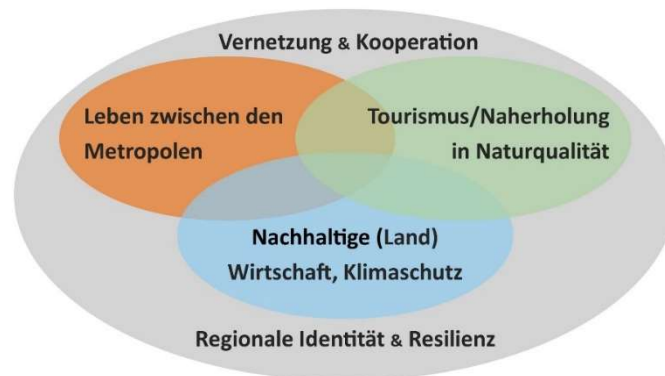 Vernetzung & Kooperation
Leben zwischen den
Metropolen
Tourismus/Naherholung
in Naturqualität
Nachhaltige (Land)
Wirtschaft, Klimaschutz
Regionale Identität & Resilienz